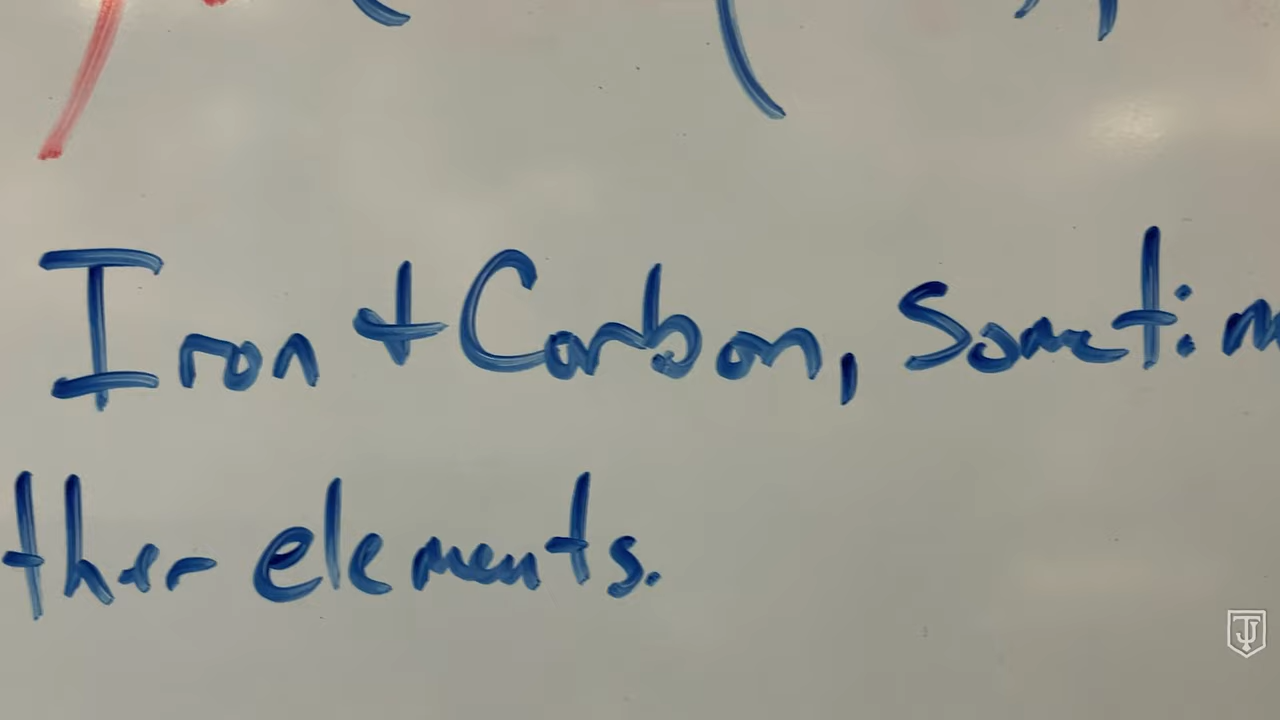 Iron + Carbon, Sometim
ther elements.